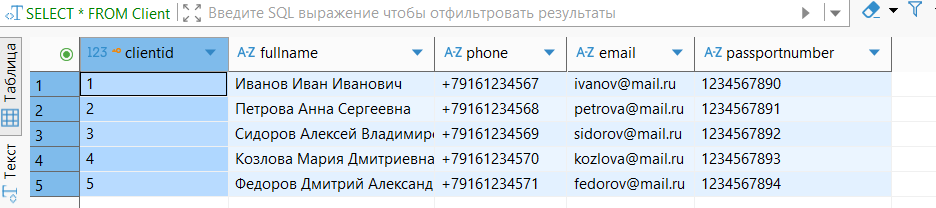 SELECT * FROM Client Введите SQL выражение чтобы отфильтровать результаты
Таблица
Текст
123 clientid A-Z fullname A-Z phone A-Z email A-Z passportnumber
1 1 Иванов Иван Иванович +79161234567 ivanov@mail.ru 1234567890
2 2 Петрова Анна Сергеевна +79161234568 petrova@mail.ru 1234567891
3 3 Сидоров Алексей Владимиро +79161234569 sidorov@mail.ru 1234567892
4 4 Козлова Мария Дмитриевна +79161234570 kozlova@mail.ru 1234567893
5 5 Федоров Дмитрий Александ +79161234571 fedorov@mail.ru 1234567894